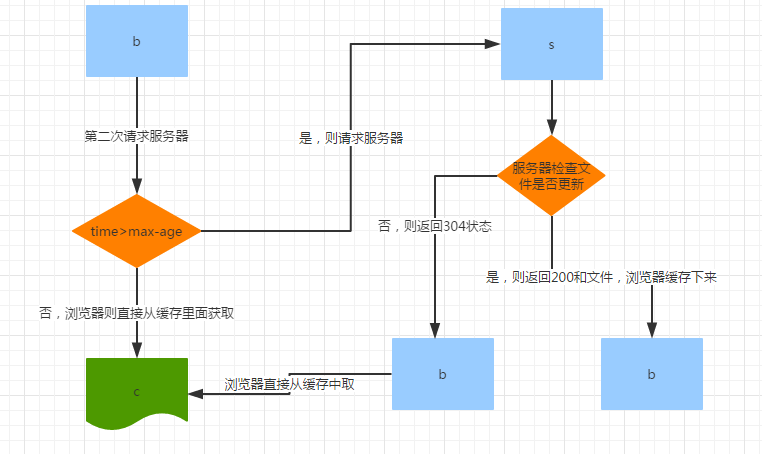 b
s
第二次请求服务器
是，则请求服务器
服务器检查文
件是否更新
time>max-age
否，则返回304状态
是，则返回200和文件，浏览器缓存下来
否，浏览器则直接从缓存里面获取
b
b
浏览器直接从缓存中取
c